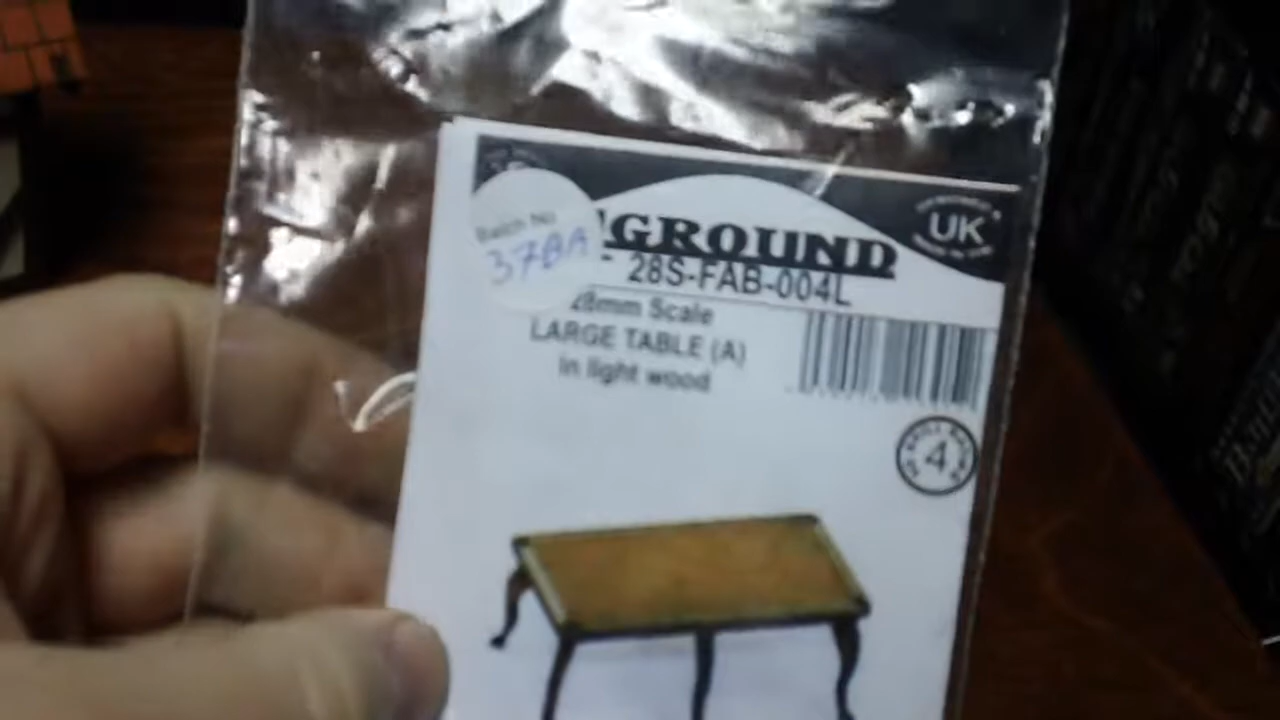 Batch No
378A
GROUND
- 28S-FAB-004L
UK
28mm Scale
LARGE TABLE (A)
in light wood
4